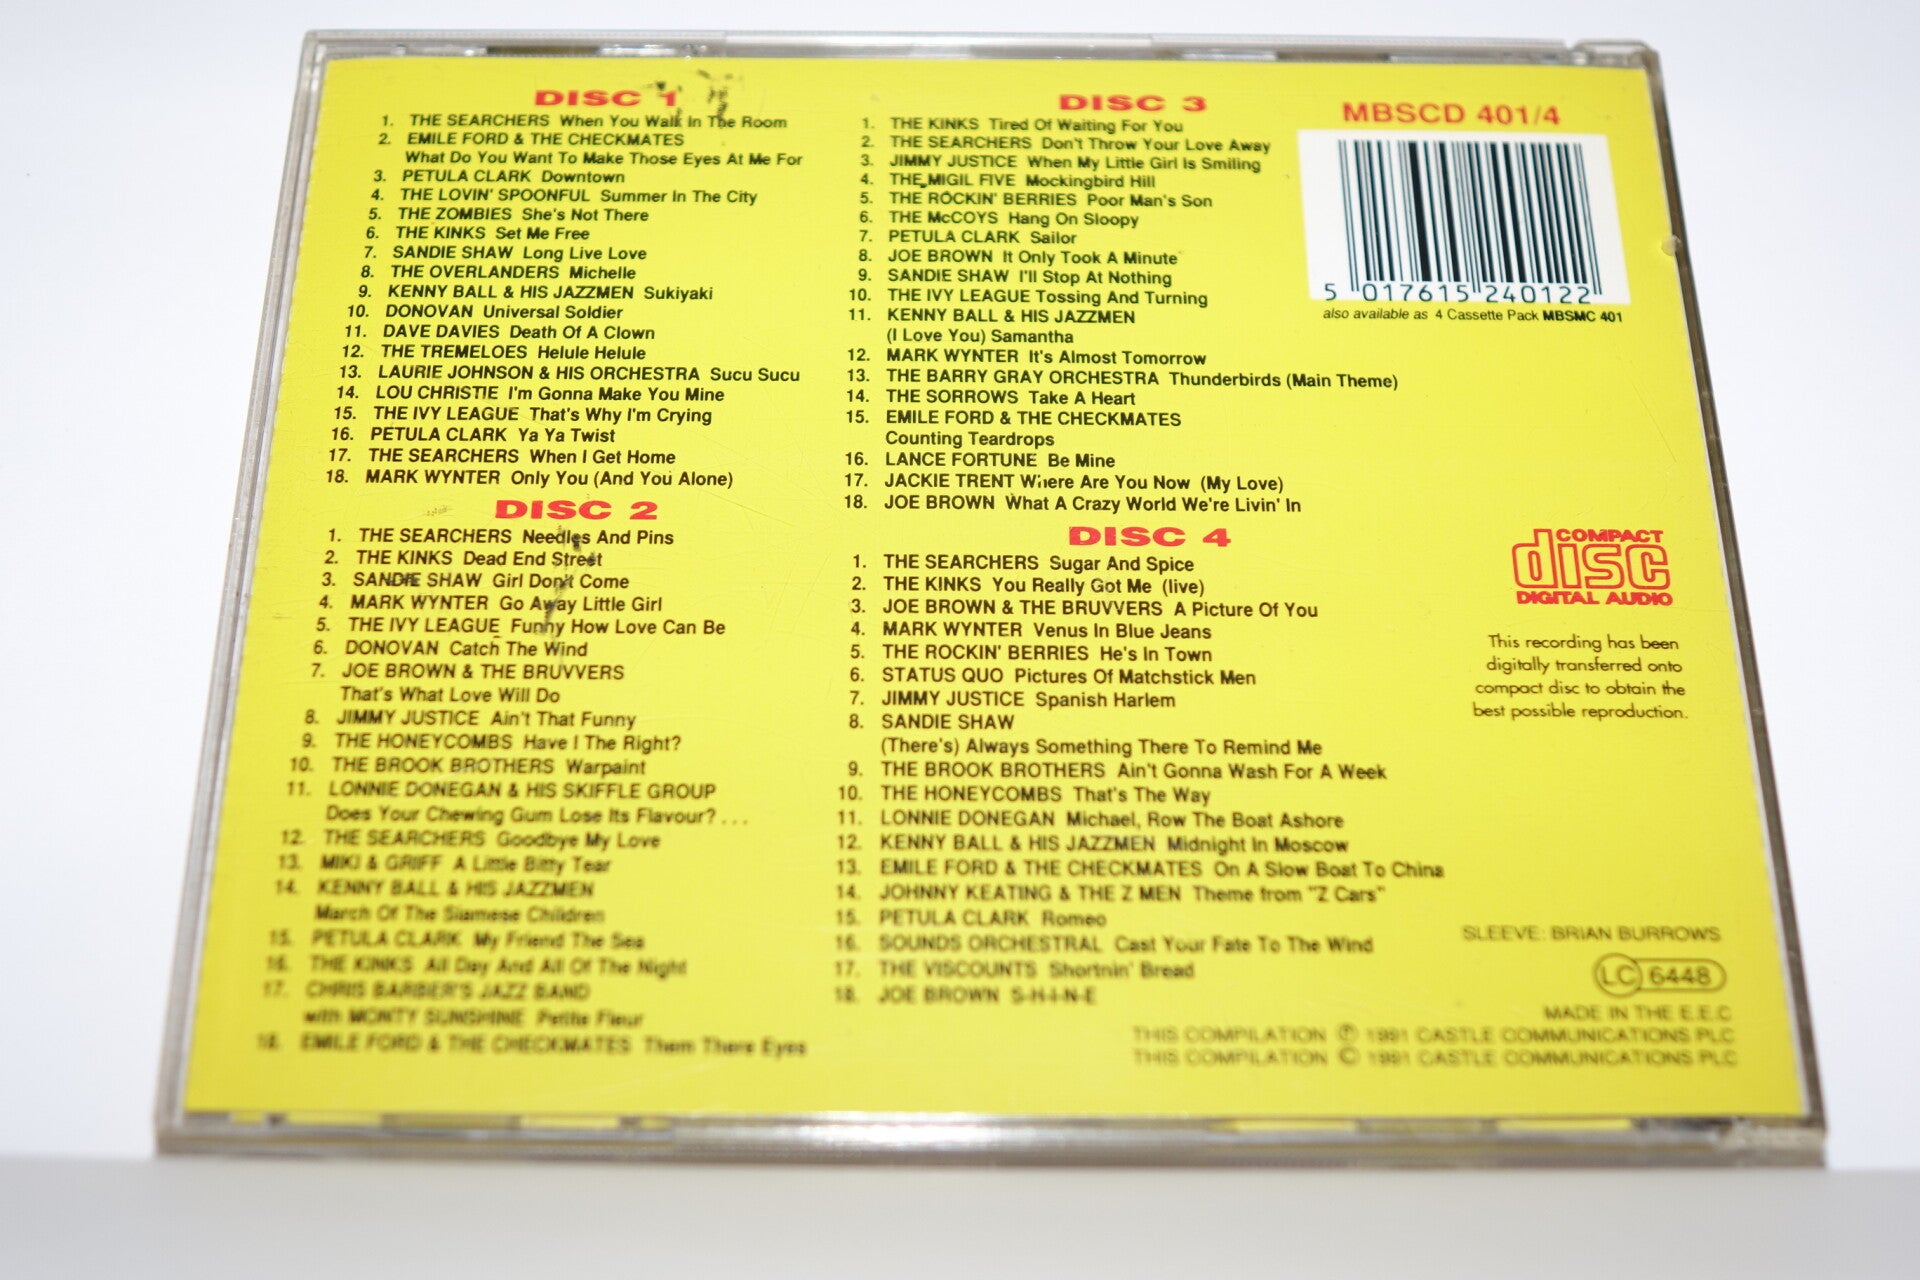 DISC 1
1. THE SEARCHERS When You Walk In The Room
2. EMILE FORD & THE CHECKMATES
What Do You Want To Make Those Eyes At Me For
3. PETULA CLARK Downtown
4. THE LOVIN' SPOONFUL Summer In The City
5. THE ZOMBIES She's Not There
6. THE KINKS Set Me Free
7. SANDIE SHAW Long Live Love
8. THE OVERLANDERS Michelle
9. KENNY BALL & HIS JAZZMEN Sukiyaki
10. DONOVAN Universal Soldier
11. DAVE DAVIES Death Of A Clown
12. THE TREMELOES Helule Helule
13. LAURIE JOHNSON & HIS ORCHESTRA Sucu Sucu
14. LOU CHRISTIE I'm Gonna Make You Mine
15. THE IVY LEAGUE That's Why I'm Crying
16. PETULA CLARK Ya Ya Twist
17. THE SEARCHERS When I Get Home
18. MARK WYNTER Only You (And You Alone)
DISC 2
1. THE SEARCHERS Needles And Pins
2. THE KINKS Dead End Street
3. SANDIE SHAW Girl Don't Come
4. MARK WYNTER Go Away Little Girl
5. THE IVY LEAGUE Funny How Love Can Be
6. DONOVAN Catch The Wind
7. JOE BROWN & THE BRUVVERS
That's What Love Will Do
8. JIMMY JUSTICE Ain't That Funny
9. THE HONEYCOMBS Have I The Right?
10. THE BROOK BROTHERS Warpaint
11. LONNIE DONEGAN & HIS SKIFFLE GROUP
Does Your Chewing Gum Lose Its Flavour? ...
12. THE SEARCHERS Goodbye My Love
13. MIKI & GRIFF A Little Bitty Tear
14. KENNY BALL & HIS JAZZMEN
March Of The Siamese Children
15. PETULA CLARK My Friend The Sea
16. THE KINKS All Day And All Of The Night
17. CHRIS BARBER'S JAZZ BAND
with MONTY SUNSHINE Petite Fleur
18. EMILE FORD & THE CHECKMATES Them There Eyes
DISC 3
1. THE KINKS Tired Of Waiting For You
2. THE SEARCHERS Don't Throw Your Love Away
3. JIMMY JUSTICE When My Little Girl Is Smiling
4. THE MIGIL FIVE Mockingbird Hill
5. THE ROCKIN' BERRIES Poor Man's Son
6. THE McCOYS Hang On Sloopy
7. PETULA CLARK Sailor
8. JOE BROWN It Only Took A Minute
9. SANDIE SHAW I'll Stop At Nothing
10. THE IVY LEAGUE Tossing And Turning
11. KENNY BALL & HIS JAZZMEN
(I Love You) Samantha
12. MARK WYNTER It's Almost Tomorrow
13. THE BARRY GRAY ORCHESTRA Thunderbirds (Main Theme)
14. THE SORROWS Take A Heart
15. EMILE FORD & THE CHECKMATES
Counting Teardrops
16. LANCE FORTUNE Be Mine
17. JACKIE TRENT Where Are You Now (My Love)
18. JOE BROWN What A Crazy World We're Livin' In
DISC 4
1. THE SEARCHERS Sugar And Spice
2. THE KINKS You Really Got Me (live)
3. JOE BROWN & THE BRUVVERS A Picture Of You
4. MARK WYNTER Venus In Blue Jeans
5. THE ROCKIN' BERRIES He's In Town
6. STATUS QUO Pictures Of Matchstick Men
7. JIMMY JUSTICE Spanish Harlem
8. SANDIE SHAW
(There's) Always Something There To Remind Me
9. THE BROOK BROTHERS Ain't Gonna Wash For A Week
10. THE HONEYCOMBS That's The Way
11. LONNIE DONEGAN Michael, Row The Boat Ashore
12. KENNY BALL & HIS JAZZMEN Midnight In Moscow
13. EMILE FORD & THE CHECKMATES On A Slow Boat To China
14. JOHNNY KEATING & THE Z MEN Theme from "Z Cars"
15. PETULA CLARK Romeo
16. SOUNDS ORCHESTRAL Cast Your Fate To The Wind
17. THE VISCOUNTS Shortnin' Bread
18. JOE BROWN S-H-I-N-E
MBSCD 401/4
5 017615 240122
also available as 4 Cassette Pack MBSMC 401
COMPACT
disc
DIGITAL AUDIO
This recording has been
digitally transferred onto
compact disc to obtain the
best possible reproduction.
SLEEVE: BRIAN BURROWS
LC 6448
MADE IN THE E.E.C
THIS COMPILATION ℗ 1991 CASTLE COMMUNICATIONS PLC
THIS COMPILATION © 1991 CASTLE COMMUNICATIONS PLC